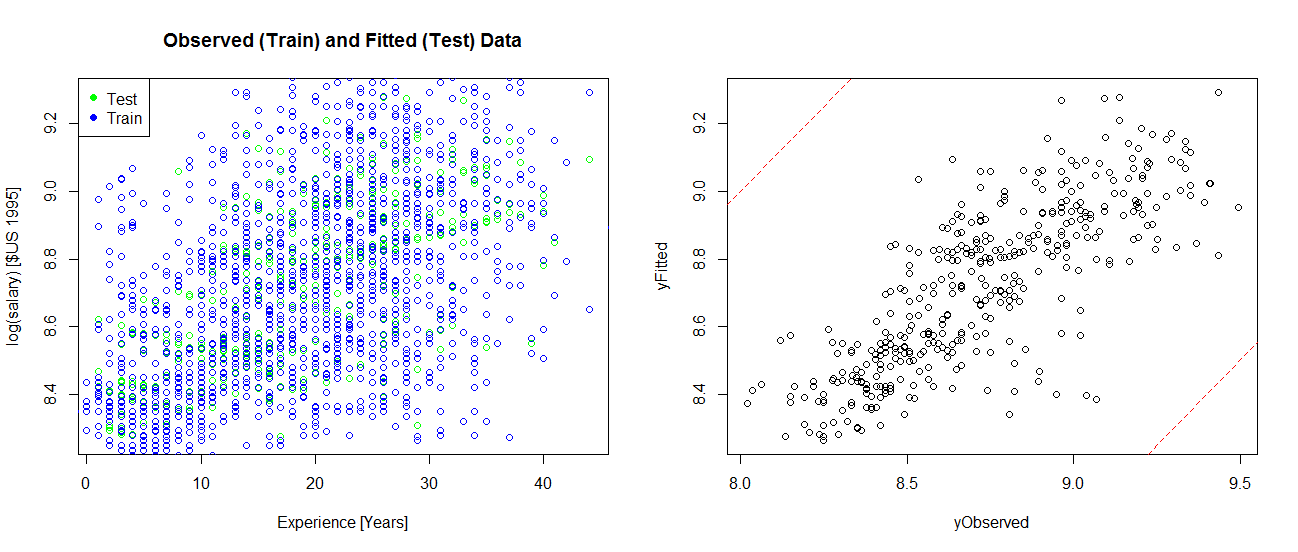 Observed (Train) and Fitted (Test) Data
Test
Train
log(salary) [$US 1995]
8.4
8.6
8.8
9.0
9.2
0
10
20
30
40
Experience [Years]
yFitted
8.4
8.6
8.8
9.0
9.2
8.0
8.5
9.0
9.5
yObserved